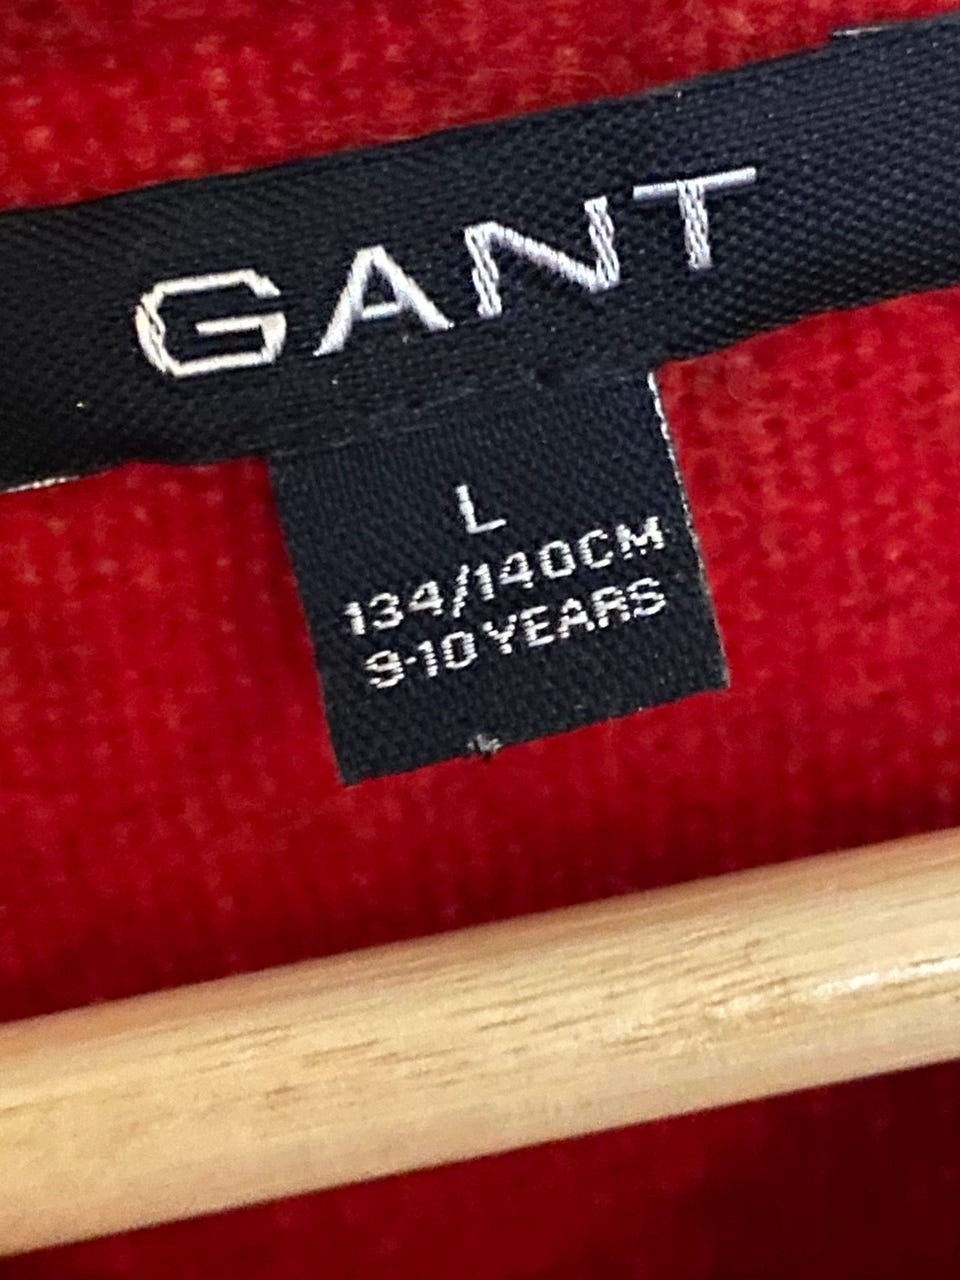 GANT
L
134/140CM
9-10 YEARS